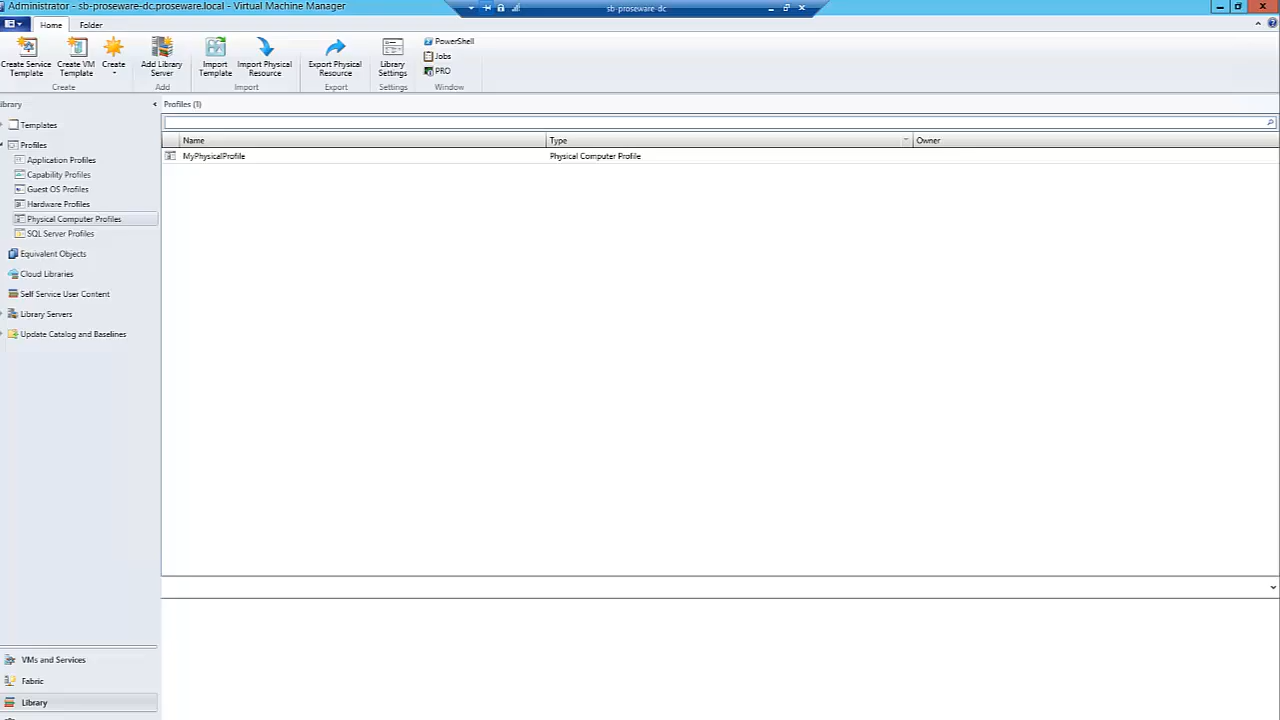 Administrator - sb-proseware-dc.proseware.local - Virtual Machine Manager
sb-proseware-dc
Home Folder
Create Service Template
Create VM Template
Create
Add Library Server
Import Template
Import Physical Resource
Export Physical Resource
Library Settings
PowerShell
Jobs
PRO
Create Add Import Export Settings Window
ibrary
Profiles (1)
Templates
Profiles
Application Profiles
Capability Profiles
Guest OS Profiles
Hardware Profiles
Physical Computer Profiles
SQL Server Profiles
Equivalent Objects
Cloud Libraries
Self Service User Content
Library Servers
Update Catalog and Baselines
Name Type Owner
MyPhysicalProfile Physical Computer Profile
VMs and Services
Fabric
Library